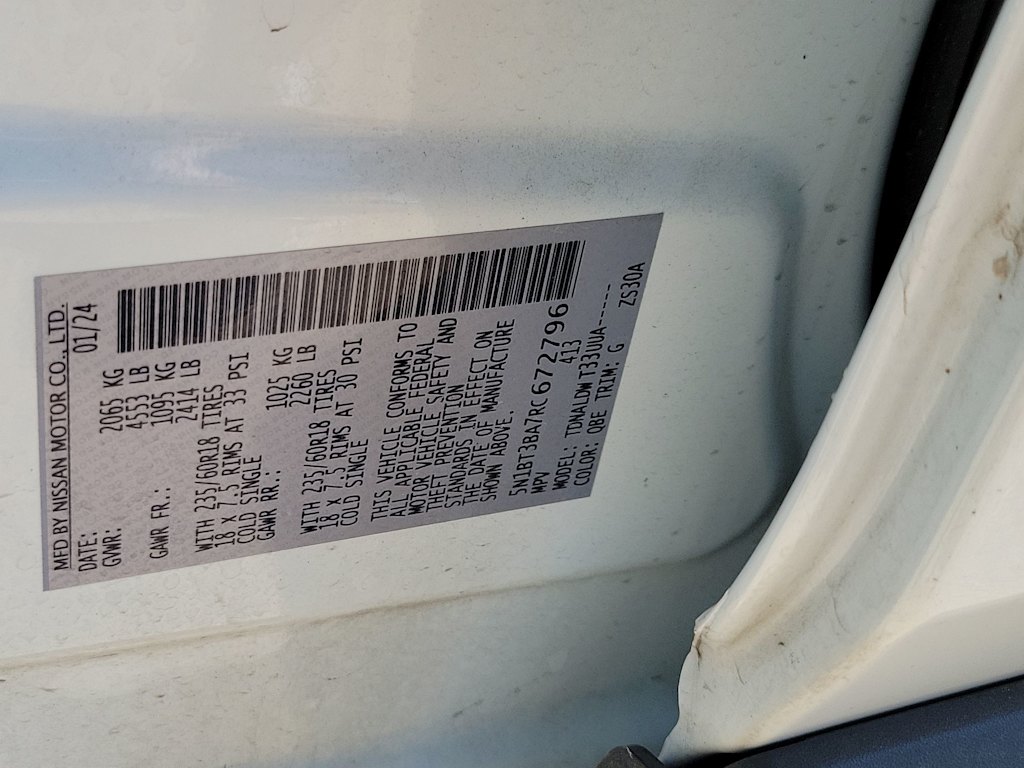 MFD BY NISSAN MOTOR CO., LTD.
DATE: 01/24
GVWR: 2065 KG
4553 LB
GAWR FR.: 1095 KG
2414 LB
WITH 235/60R18 TIRES
18 X 7.5 RIMS AT 33 PSI
COLD SINGLE
GAWR RR.: 1025 KG
2260 LB
WITH 235/60R18 TIRES
18 X 7.5 RIMS AT 30 PSI
COLD SINGLE
THIS VEHICLE CONFORMS TO
ALL APPLICABLE FEDERAL
MOTOR VEHICLE SAFETY AND
THEFT PREVENTION
STANDARDS IN EFFECT ON
THE DATE OF MANUFACTURE
SHOWN ABOVE.
5N1BT3BA7RC672796
MPV 413
MODEL: TDNALDW T33UUA-----
COLOR: QBE TRIM: G ZS30A